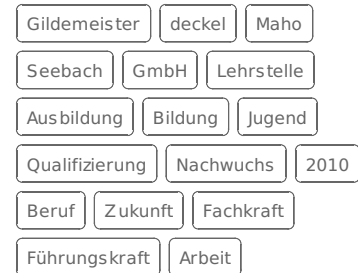 Gildemeister deckel Maho
Seebach GmbH Lehrstelle
Ausbildung Bildung Jugend
Qualifizierung Nachwuchs 2010
Beruf Zukunft Fachkraft
Führungskraft Arbeit